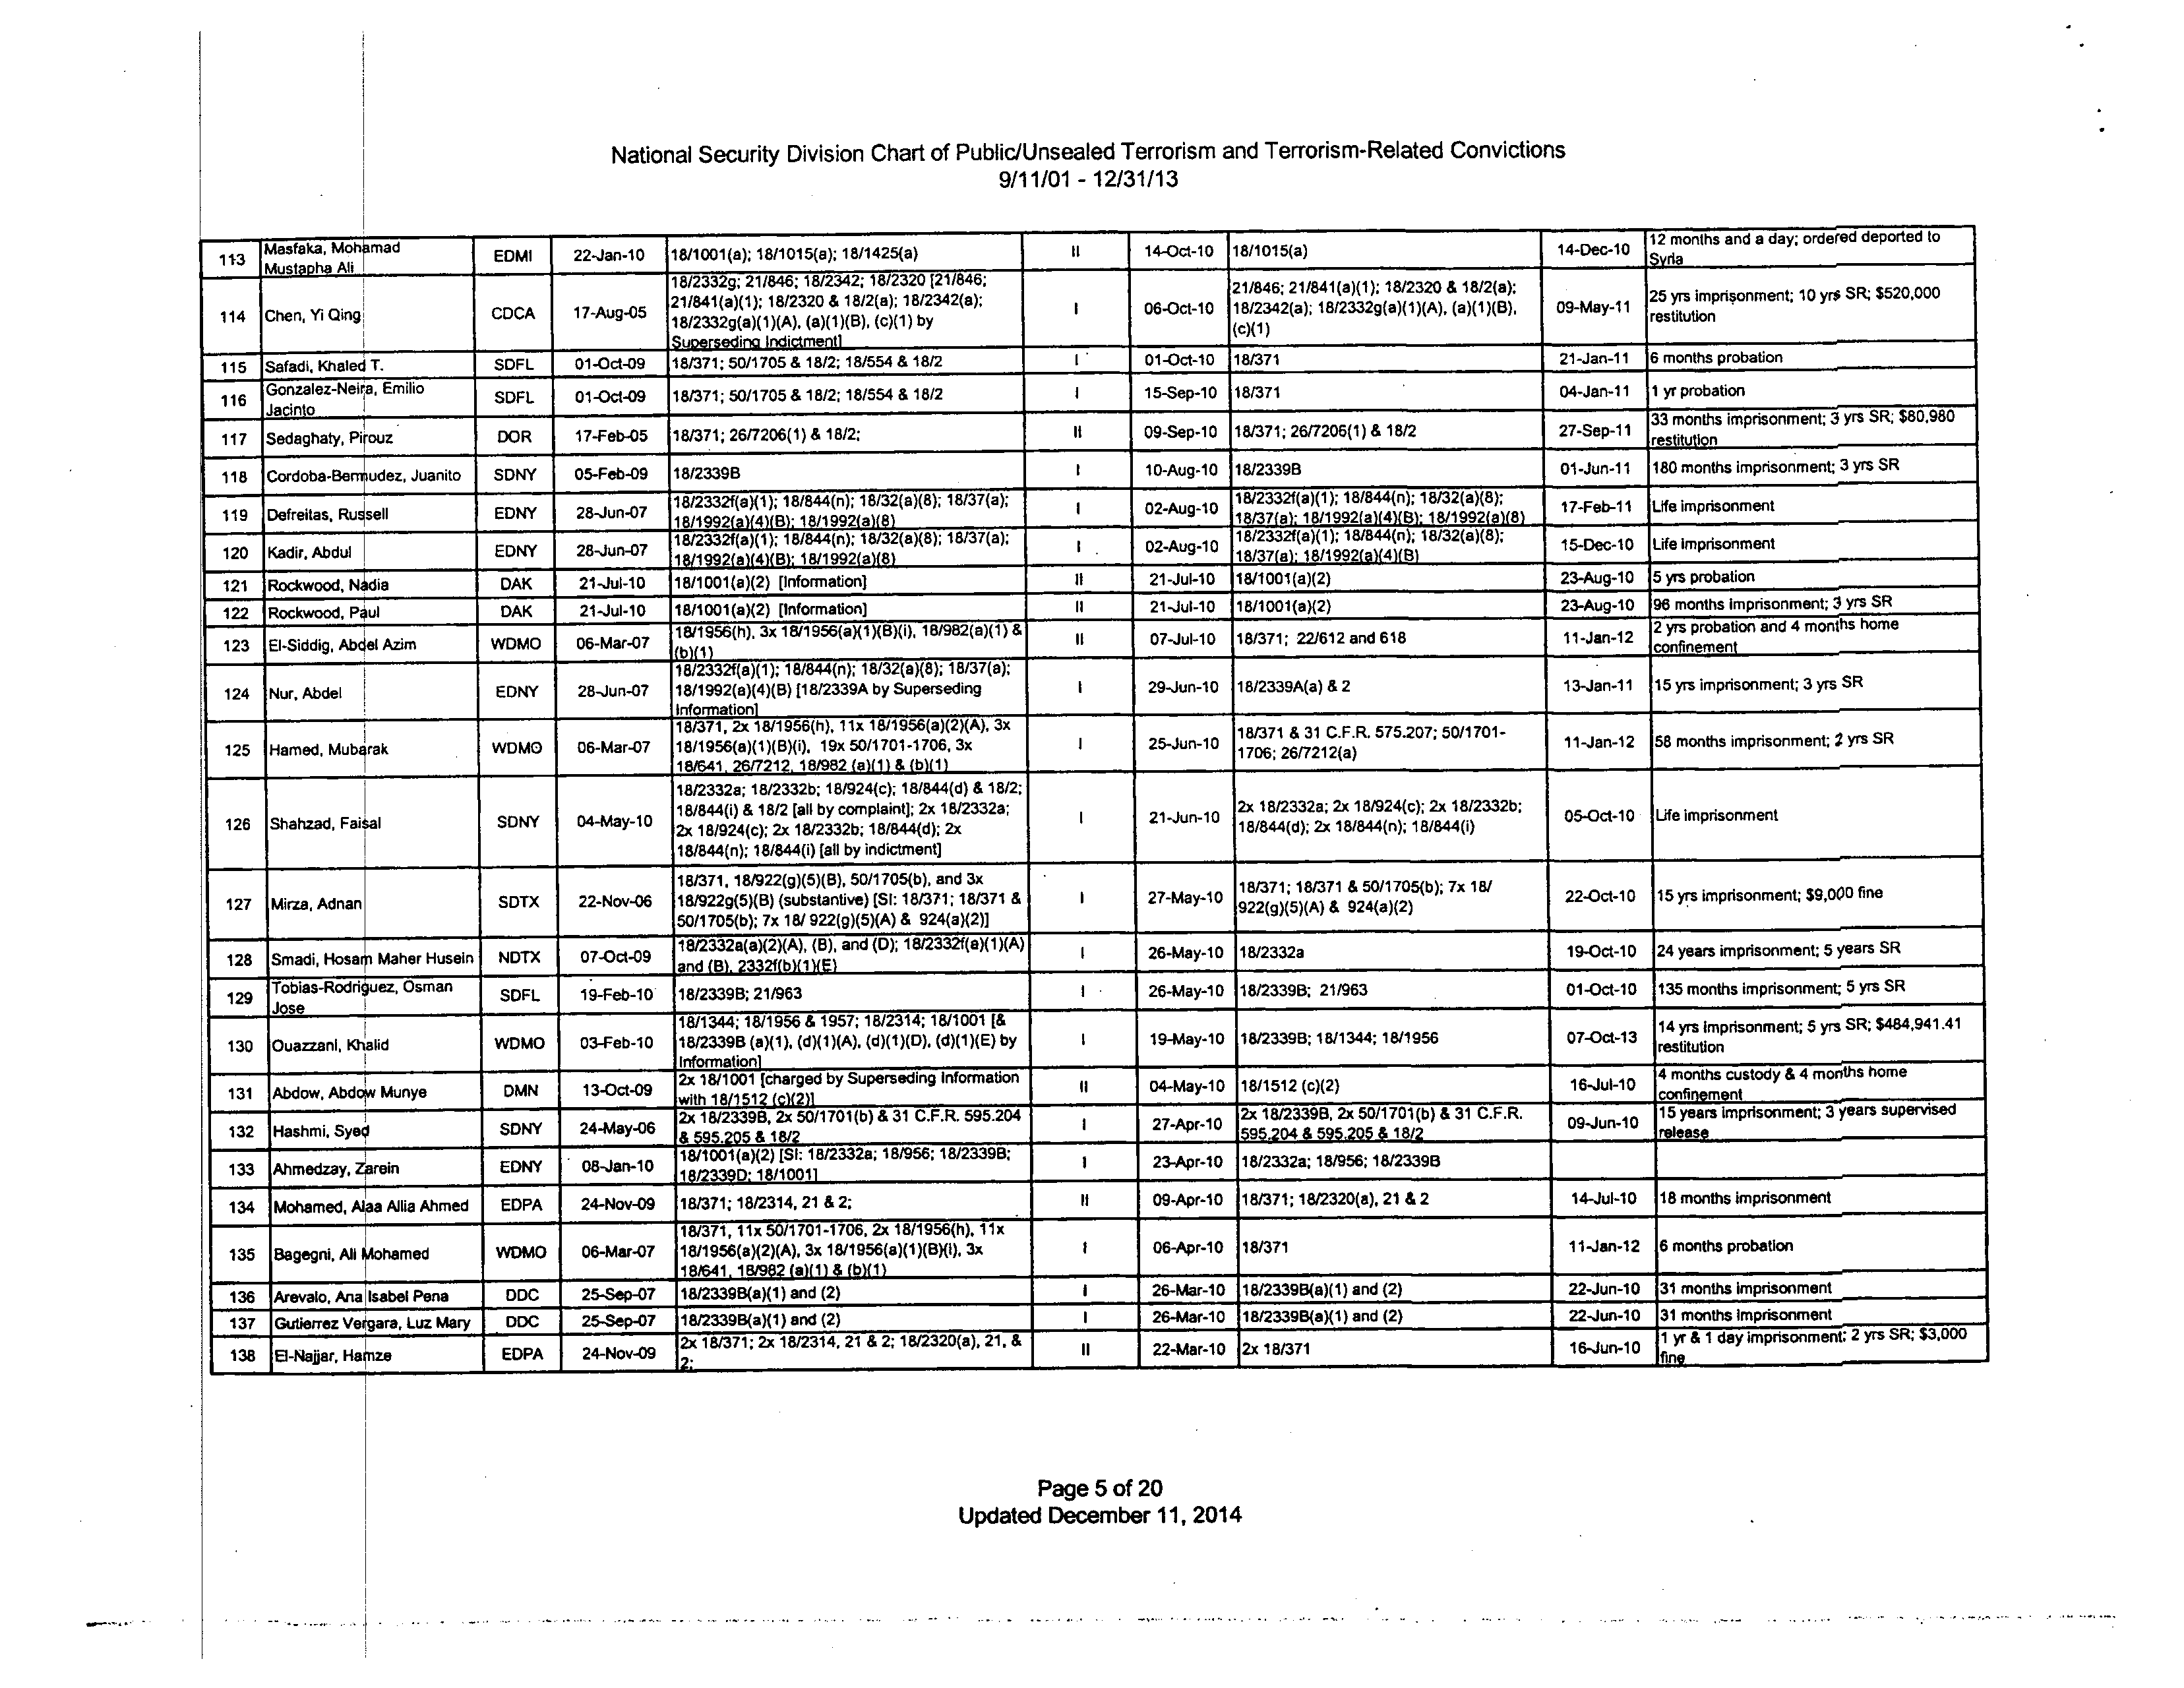 National Security Division Chart of Public/Unsealed Terrorism and Terrorism-Related Convictions
9/11/01 - 12/31/13
113 Masfaka, Mohamad Mustapha Ali EDMI 22-Jan-10 18/1001(a); 18/1015(a); 18/1425(a) II 14-Oct-10 18/1015(a) 14-Dec-10 12 months and a day; ordered deported to Syria
114 Chen, Yi Qing CDCA 17-Aug-05 18/2332g; 21/846; 18/2342; 18/2320 [21/846; 21/841(a)(1); 18/2320 & 18/2(a); 18/2342(a); 18/2332g(a)(1)(A), (a)(1)(B), (c)(1) by Superseding Indictment] I 06-Oct-10 21/846; 21/841(a)(1); 18/2320 & 18/2(a); 18/2342(a); 18/2332g(a)(1)(A), (a)(1)(B), (c)(1) 09-May-11 25 yrs imprisonment; 10 yrs SR; $520,000 restitution
115 Safadi, Khaled T. SDFL 01-Oct-09 18/371; 50/1705 & 18/2; 18/554 & 18/2 I 01-Oct-10 18/371 21-Jan-11 6 months probation
116 Gonzalez-Neira, Emilio Jacinto SDFL 01-Oct-09 18/371; 50/1705 & 18/2; 18/554 & 18/2 I 15-Sep-10 18/371 04-Jan-11 1 yr probation
117 Sedaghaty, Pirouz DOR 17-Feb-05 18/371; 26/7206(1) & 18/2; II 09-Sep-10 18/371; 26/7206(1) & 18/2 27-Sep-11 33 months imprisonment; 3 yrs SR; $80,980 restitution
118 Cordoba-Bermudez, Juanito SDNY 05-Feb-09 18/2339B I 10-Aug-10 18/2339B 01-Jun-11 180 months imprisonment; 3 yrs SR
119 Defreitas, Russell EDNY 28-Jun-07 18/2332f(a)(1); 18/844(n); 18/32(a)(8); 18/37(a); 18/1992(a)(4)(B); 18/1992(a)(8) I 02-Aug-10 18/2332f(a)(1); 18/844(n); 18/32(a)(8); 18/37(a); 18/1992(a)(4)(B); 18/1992(a)(8) 17-Feb-11 Life imprisonment
120 Kadir, Abdul EDNY 28-Jun-07 18/2332f(a)(1); 18/844(n); 18/32(a)(8); 18/37(a); 18/1992(a)(4)(B); 18/1992(a)(8) I 02-Aug-10 18/2332f(a)(1); 18/844(n); 18/32(a)(8); 18/37(a); 18/1992(a)(4)(B) 15-Dec-10 Life imprisonment
121 Rockwood, Nadia DAK 21-Jul-10 18/1001(a)(2) [Information] II 21-Jul-10 18/1001(a)(2) 23-Aug-10 5 yrs probation
122 Rockwood, Paul DAK 21-Jul-10 18/1001(a)(2) [Information] II 21-Jul-10 18/1001(a)(2) 23-Aug-10 96 months imprisonment; 3 yrs SR
123 El-Siddig, Abdel Azim WDMO 06-Mar-07 18/1956(h), 3x 18/1956(a)(1)(B)(i), 18/982(a)(1) & (b)(1) II 07-Jul-10 18/371; 22/612 and 618 11-Jan-12 2 yrs probation and 4 months home confinement
124 Nur, Abdel EDNY 28-Jun-07 18/2332f(a)(1); 18/844(n); 18/32(a)(8); 18/37(a); 18/1992(a)(4)(B) [18/2339A by Superseding Information] I 29-Jun-10 18/2339A(a) & 2 13-Jan-11 15 yrs imprisonment; 3 yrs SR
125 Hamed, Mubarak WDMO 06-Mar-07 18/371, 2x 18/1956(h), 11x 18/1956(a)(2)(A), 3x 18/1956(a)(1)(B)(i), 19x 50/1701-1706, 3x 18/641, 26/7212, 18/982 (a)(1) & (b)(1) I 25-Jun-10 18/371 & 31 C.F.R. 575.207; 50/1701-1706; 26/7212(a) 11-Jan-12 58 months imprisonment; 2 yrs SR
126 Shahzad, Faisal SDNY 04-May-10 18/2332a; 18/2332b; 18/924(c); 18/844(d) & 18/2; 18/844(i) & 18/2 [all by complaint]; 2x 18/2332a; 2x 18/924(c); 2x 18/2332b; 18/844(d); 2x 18/844(n); 18/844(i) [all by indictment] I 21-Jun-10 2x 18/2332a; 2x 18/924(c); 2x 18/2332b; 18/844(d); 2x 18/844(n); 18/844(i) 05-Oct-10 Life imprisonment
127 Mirza, Adnan SDTX 22-Nov-06 18/371, 18/922(g)(5)(B), 50/1705(b), and 3x 18/922g(5)(B) (substantive) [SI: 18/371; 18/371 & 50/1705(b); 7x 18/ 922(g)(5)(A) & 924(a)(2)] I 27-May-10 18/371; 18/371 & 50/1705(b); 7x 18/ 922(g)(5)(A) & 924(a)(2) 22-Oct-10 15 yrs imprisonment; $9,000 fine
128 Smadi, Hosam Maher Husein NDTX 07-Oct-09 18/2332a(a)(2)(A), (B), and (D); 18/2332f(a)(1)(A) and (B), 2332f(b)(1)(E) I 26-May-10 18/2332a 19-Oct-10 24 years imprisonment; 5 years SR
129 Tobias-Rodriguez, Osman Jose SDFL 19-Feb-10 18/2339B; 21/963 I 26-May-10 18/2339B; 21/963 01-Oct-10 135 months imprisonment; 5 yrs SR
130 Ouazzani, Khalid WDMO 03-Feb-10 18/1344; 18/1956 & 1957; 18/2314; 18/1001 [& 18/2339B (a)(1), (d)(1)(A), (d)(1)(D), (d)(1)(E) by Information] I 19-May-10 18/2339B; 18/1344; 18/1956 07-Oct-13 14 yrs imprisonment; 5 yrs SR; $484,941.41 restitution
131 Abdow, Abdow Munye DMN 13-Oct-09 2x 18/1001 [charged by Superseding Information with 18/1512 (c)(2)] II 04-May-10 18/1512 (c)(2) 16-Jul-10 4 months custody & 4 months home confinement
132 Hashmi, Syed SDNY 24-May-06 2x 18/2339B, 2x 50/1701(b) & 31 C.F.R. 595.204 & 595.205 & 18/2 I 27-Apr-10 2x 18/2339B, 2x 50/1701(b) & 31 C.F.R. 595.204 & 595.205 & 18/2 09-Jun-10 15 years imprisonment; 3 years supervised release
133 Ahmedzay, Zarein EDNY 08-Jan-10 18/1001(a)(2) [SI: 18/2332a; 18/956; 18/2339B; 18/2339D; 18/1001] I 23-Apr-10 18/2332a; 18/956; 18/2339B
134 Mohamed, Alaa Allia Ahmed EDPA 24-Nov-09 18/371; 18/2314, 21 & 2; II 09-Apr-10 18/371; 18/2320(a), 21 & 2 14-Jul-10 18 months imprisonment
135 Bagegni, Ali Mohamed WDMO 06-Mar-07 18/371, 11x 50/1701-1706, 2x 18/1956(h), 11x 18/1956(a)(2)(A), 3x 18/1956(a)(1)(B)(i), 3x 18/641, 18/982 (a)(1) & (b)(1) I 06-Apr-10 18/371 11-Jan-12 6 months probation
136 Arevalo, Ana Isabel Pena DDC 25-Sep-07 18/2339B(a)(1) and (2) I 26-Mar-10 18/2339B(a)(1) and (2) 22-Jun-10 31 months imprisonment
137 Gutierrez Vergara, Luz Mary DDC 25-Sep-07 18/2339B(a)(1) and (2) I 26-Mar-10 18/2339B(a)(1) and (2) 22-Jun-10 31 months imprisonment
138 El-Najjar, Hamze EDPA 24-Nov-09 2x 18/371; 2x 18/2314, 21 & 2; 18/2320(a), 21, & 2; II 22-Mar-10 2x 18/371 16-Jun-10 1 yr & 1 day imprisonment; 2 yrs SR; $3,000 fine
Page 5 of 20
Updated December 11, 2014